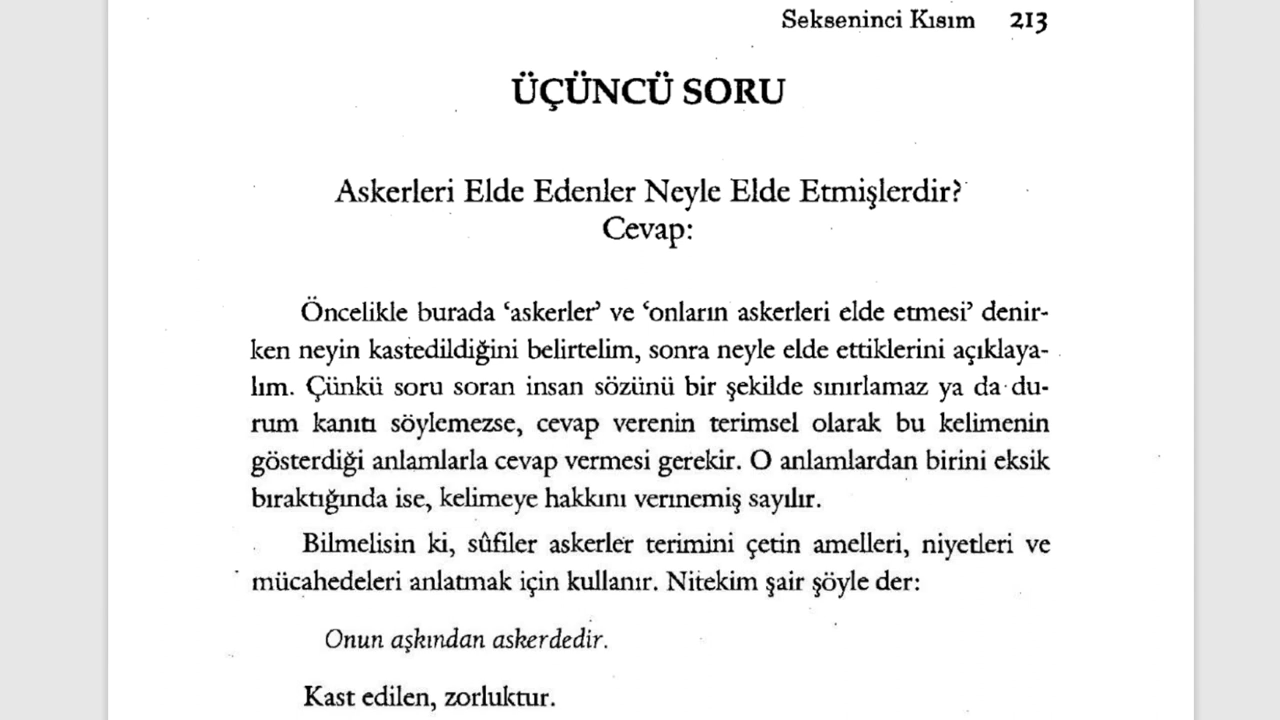 Sekseninci Kısım 213
ÜÇÜNCÜ SORU
Askerleri Elde Edenler Neyle Elde Etmişlerdir?
Cevap:
Öncelikle burada ‘askerler’ ve ‘onların askerleri elde etmesi’ denir-
ken neyin kastedildiğini belirtelim, sonra neyle elde ettiklerini açıklaya-
lım. Çünkü soru soran insan sözünü bir şekilde sınırlamaz ya da du-
rum kanıtı söylemezse, cevap verenin terimsel olarak bu kelimenin
gösterdiği anlamlarla cevap vermesi gerekir. O anlamlardan birini eksik
bıraktığında ise, kelimeye hakkını vermemiş sayılır.
Bilmelisin ki, sûfiler askerler terimini çetin amelleri, niyetleri ve
mücahedeleri anlatmak için kullanır. Nitekim şair şöyle der:
Onun aşkından askerdedir.
Kast edilen, zorluktur.